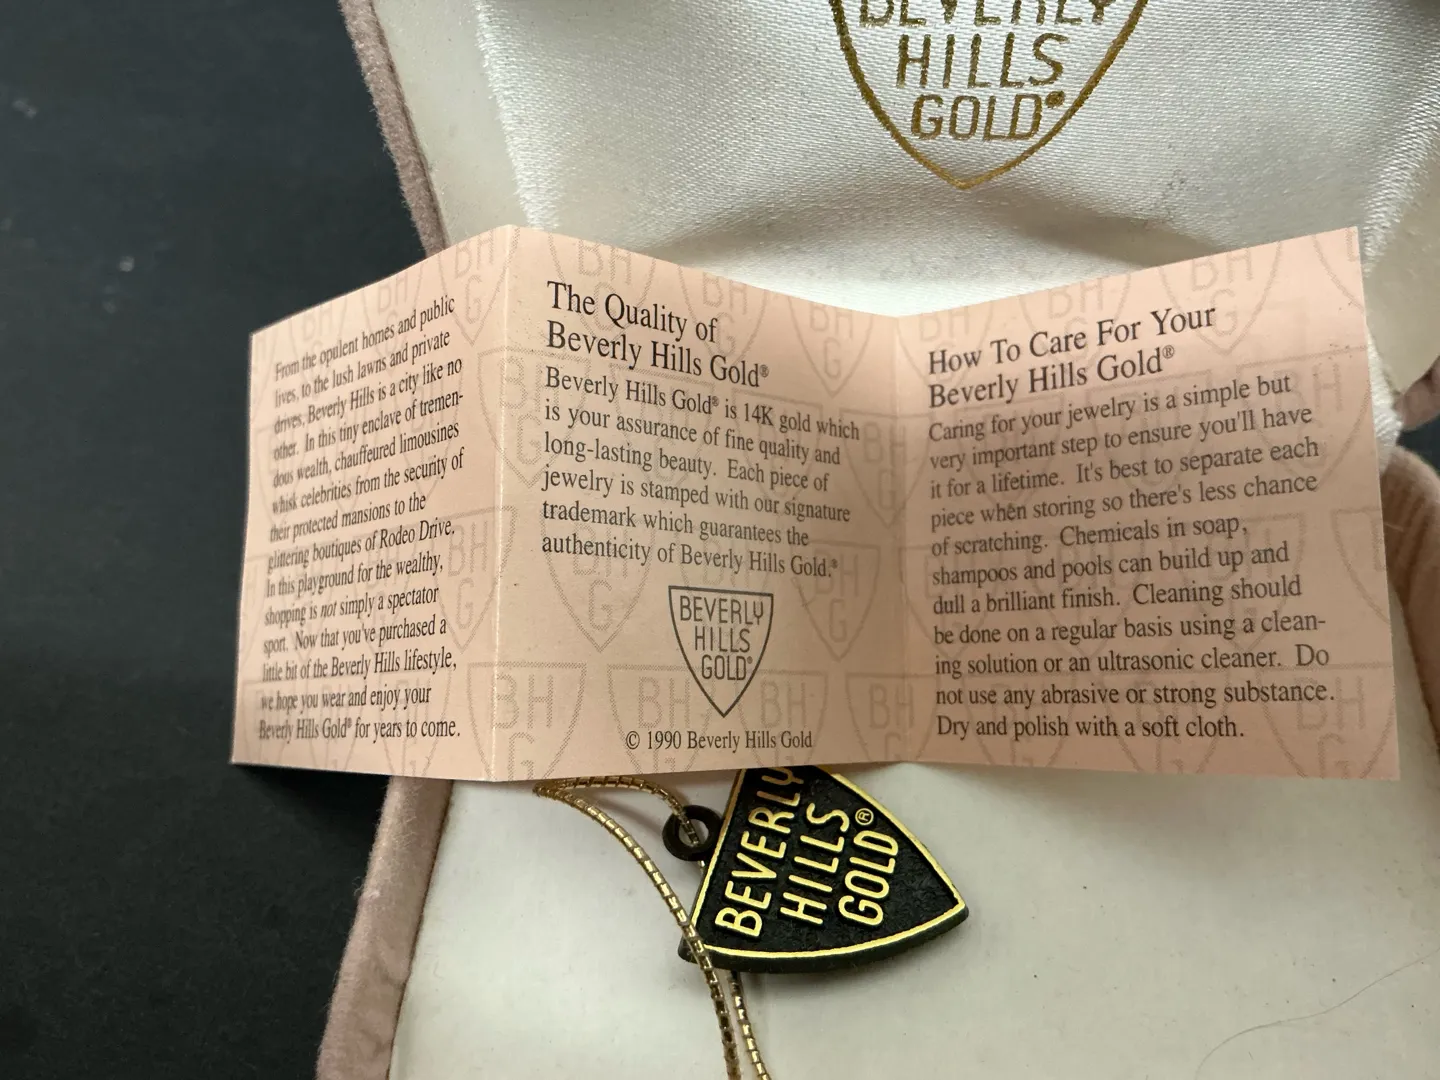 BEVERLY
HILLS
GOLD®
From the opulent homes and public
lives, to the lush lawns and private
drives, Beverly Hills is a city like no
other. In this tiny enclave of tremen-
dous wealth, chauffeured limousines
whisk celebrities from the security of
their protected mansions to the
glittering boutiques of Rodeo Drive.
In this playground for the wealthy,
shopping is not simply a spectator
sport. Now that you've purchased a
little bit of the Beverly Hills lifestyle,
we hope you wear and enjoy your
Beverly Hills Gold® for years to come.
The Quality of
Beverly Hills Gold®
Beverly Hills Gold® is 14K gold which
is your assurance of fine quality and
long-lasting beauty. Each piece of
jewelry is stamped with our signature
trademark which guarantees the
authenticity of Beverly Hills Gold.®
BEVERLY
HILLS
GOLD®
© 1990 Beverly Hills Gold
How To Care For Your
Beverly Hills Gold®
Caring for your jewelry is a simple but
very important step to ensure you'll have
it for a lifetime. It's best to separate each
piece when storing so there's less chance
of scratching. Chemicals in soap,
shampoos and pools can build up and
dull a brilliant finish. Cleaning should
be done on a regular basis using a clean-
ing solution or an ultrasonic cleaner. Do
not use any abrasive or strong substance.
Dry and polish with a soft cloth.
BEVERLY
HILLS
GOLD®